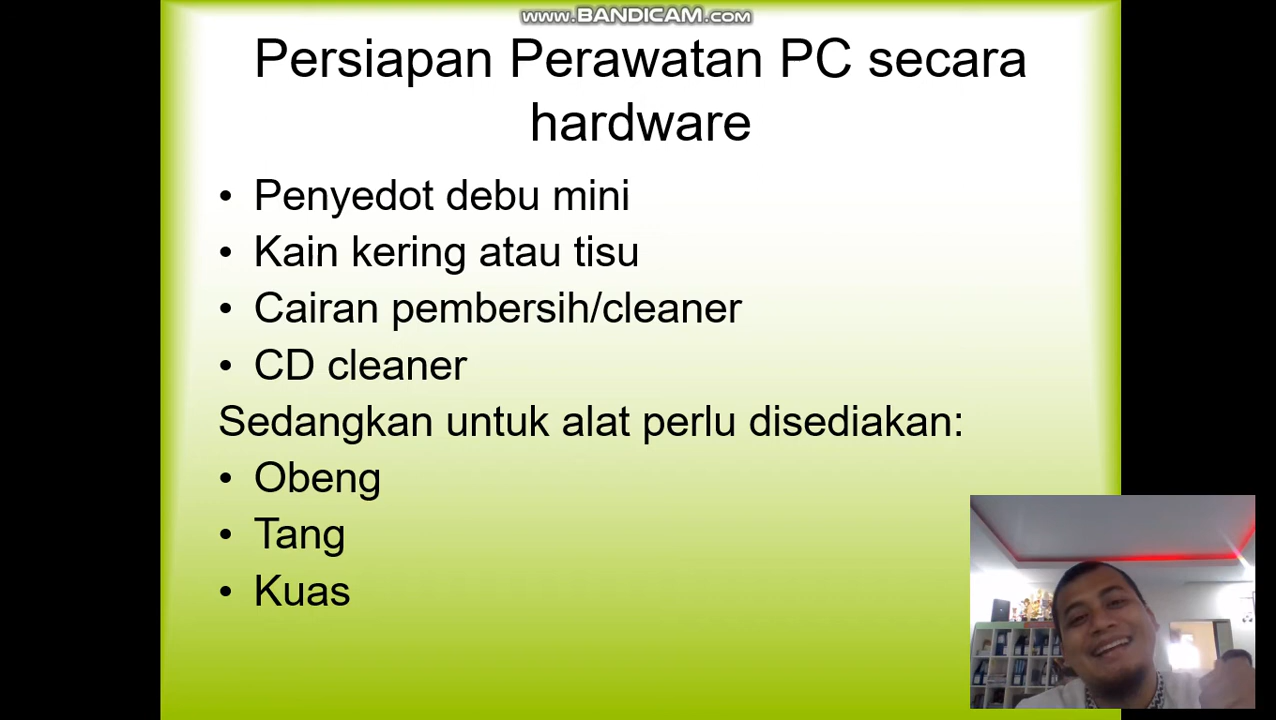 www.BANDICAM.com
Persiapan Perawatan PC secara
hardware
• Penyedot debu mini
• Kain kering atau tisu
• Cairan pembersih/cleaner
• CD cleaner
Sedangkan untuk alat perlu disediakan:
• Obeng
• Tang
• Kuas